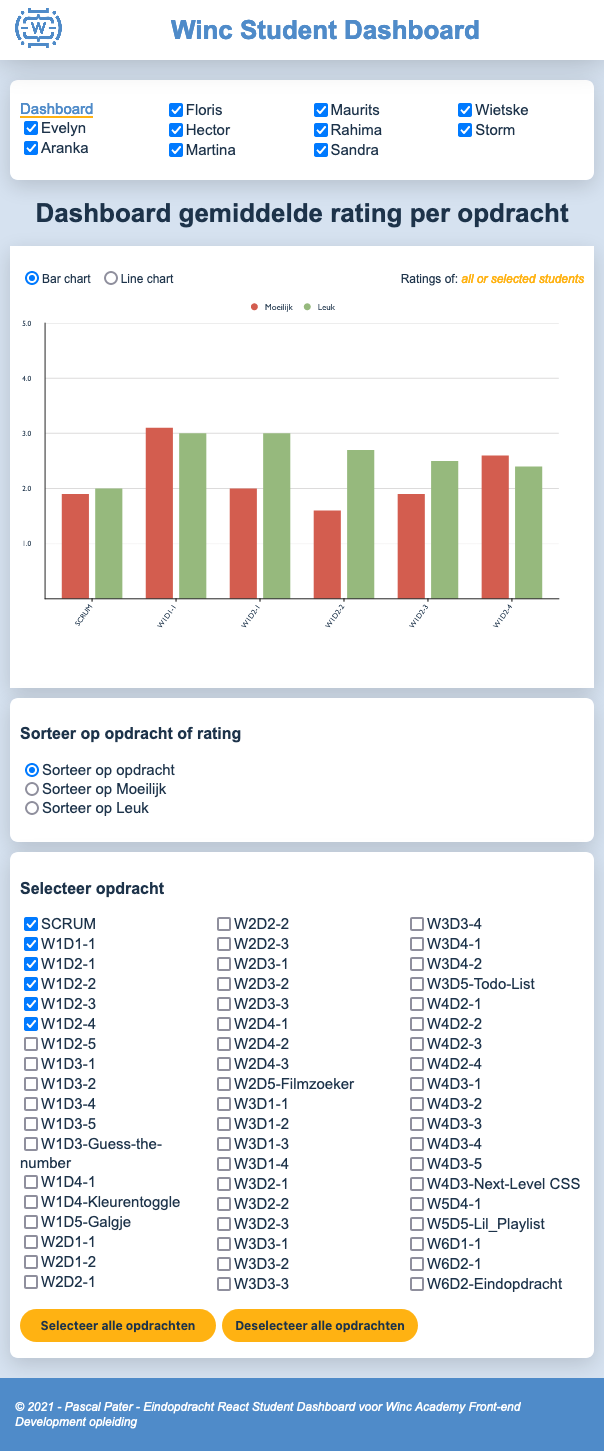 W
Winc Student Dashboard
Dashboard
Evelyn
Aranka
Floris
Hector
Martina
Maurits
Rahima
Sandra
Wietske
Storm
Dashboard gemiddelde rating per opdracht
Bar chart Line chart Ratings of: all or selected students
Moeilijk Leuk
5.0
4.0
3.0
2.0
1.0
SCRUM W1D1-1 W1D2-1 W1D2-2 W1D2-3 W1D2-4
Sorteer op opdracht of rating
Sorteer op opdracht
Sorteer op Moeilijk
Sorteer op Leuk
Selecteer opdracht
SCRUM
W1D1-1
W1D2-1
W1D2-2
W1D2-3
W1D2-4
W1D2-5
W1D3-1
W1D3-2
W1D3-4
W1D3-5
W1D3-Guess-the-
number
W1D4-1
W1D4-Kleurentoggle
W1D5-Galgje
W2D1-1
W2D1-2
W2D2-1
W2D2-2
W2D2-3
W2D3-1
W2D3-2
W2D3-3
W2D4-1
W2D4-2
W2D4-3
W2D5-Filmzoeker
W3D1-1
W3D1-2
W3D1-3
W3D1-4
W3D2-1
W3D2-2
W3D2-3
W3D3-1
W3D3-2
W3D3-3
W3D3-4
W3D4-1
W3D4-2
W3D5-Todo-List
W4D2-1
W4D2-2
W4D2-3
W4D2-4
W4D3-1
W4D3-2
W4D3-3
W4D3-4
W4D3-5
W4D3-Next-Level CSS
W5D4-1
W5D5-Lil_Playlist
W6D1-1
W6D2-1
W6D2-Eindopdracht
Selecteer alle opdrachten Deselecteer alle opdrachten
© 2021 - Pascal Pater - Eindopdracht React Student Dashboard voor Winc Academy Front-end
Development opleiding